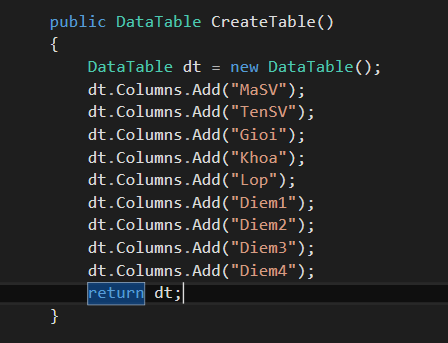 public DataTable CreateTable()
{
DataTable dt = new DataTable();
dt.Columns.Add("MaSV");
dt.Columns.Add("TenSV");
dt.Columns.Add("Gioi");
dt.Columns.Add("Khoa");
dt.Columns.Add("Lop");
dt.Columns.Add("Diem1");
dt.Columns.Add("Diem2");
dt.Columns.Add("Diem3");
dt.Columns.Add("Diem4");
return dt;
}